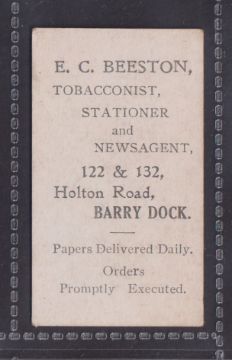 E. C. BEESTON,
TOBACCONIST,
STATIONER
and
NEWSAGENT,
122 & 132,
Holton Road,
BARRY DOCK.
Papers Delivered Daily.
Orders
Promptly Executed.